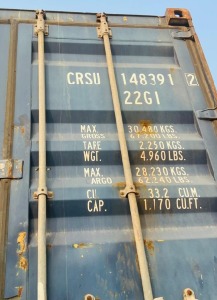 CRSU 148391 2
22G1
MAX. 30.480 KGS.
GROSS 67.200 LBS.
TARE 2.250 KGS.
WGT. 4.960 LBS.
MAX. 28.230 KGS.
ARGO 62.240 LBS.
CU 33.2 CU.M.
CAP. 1.170 CU.FT.